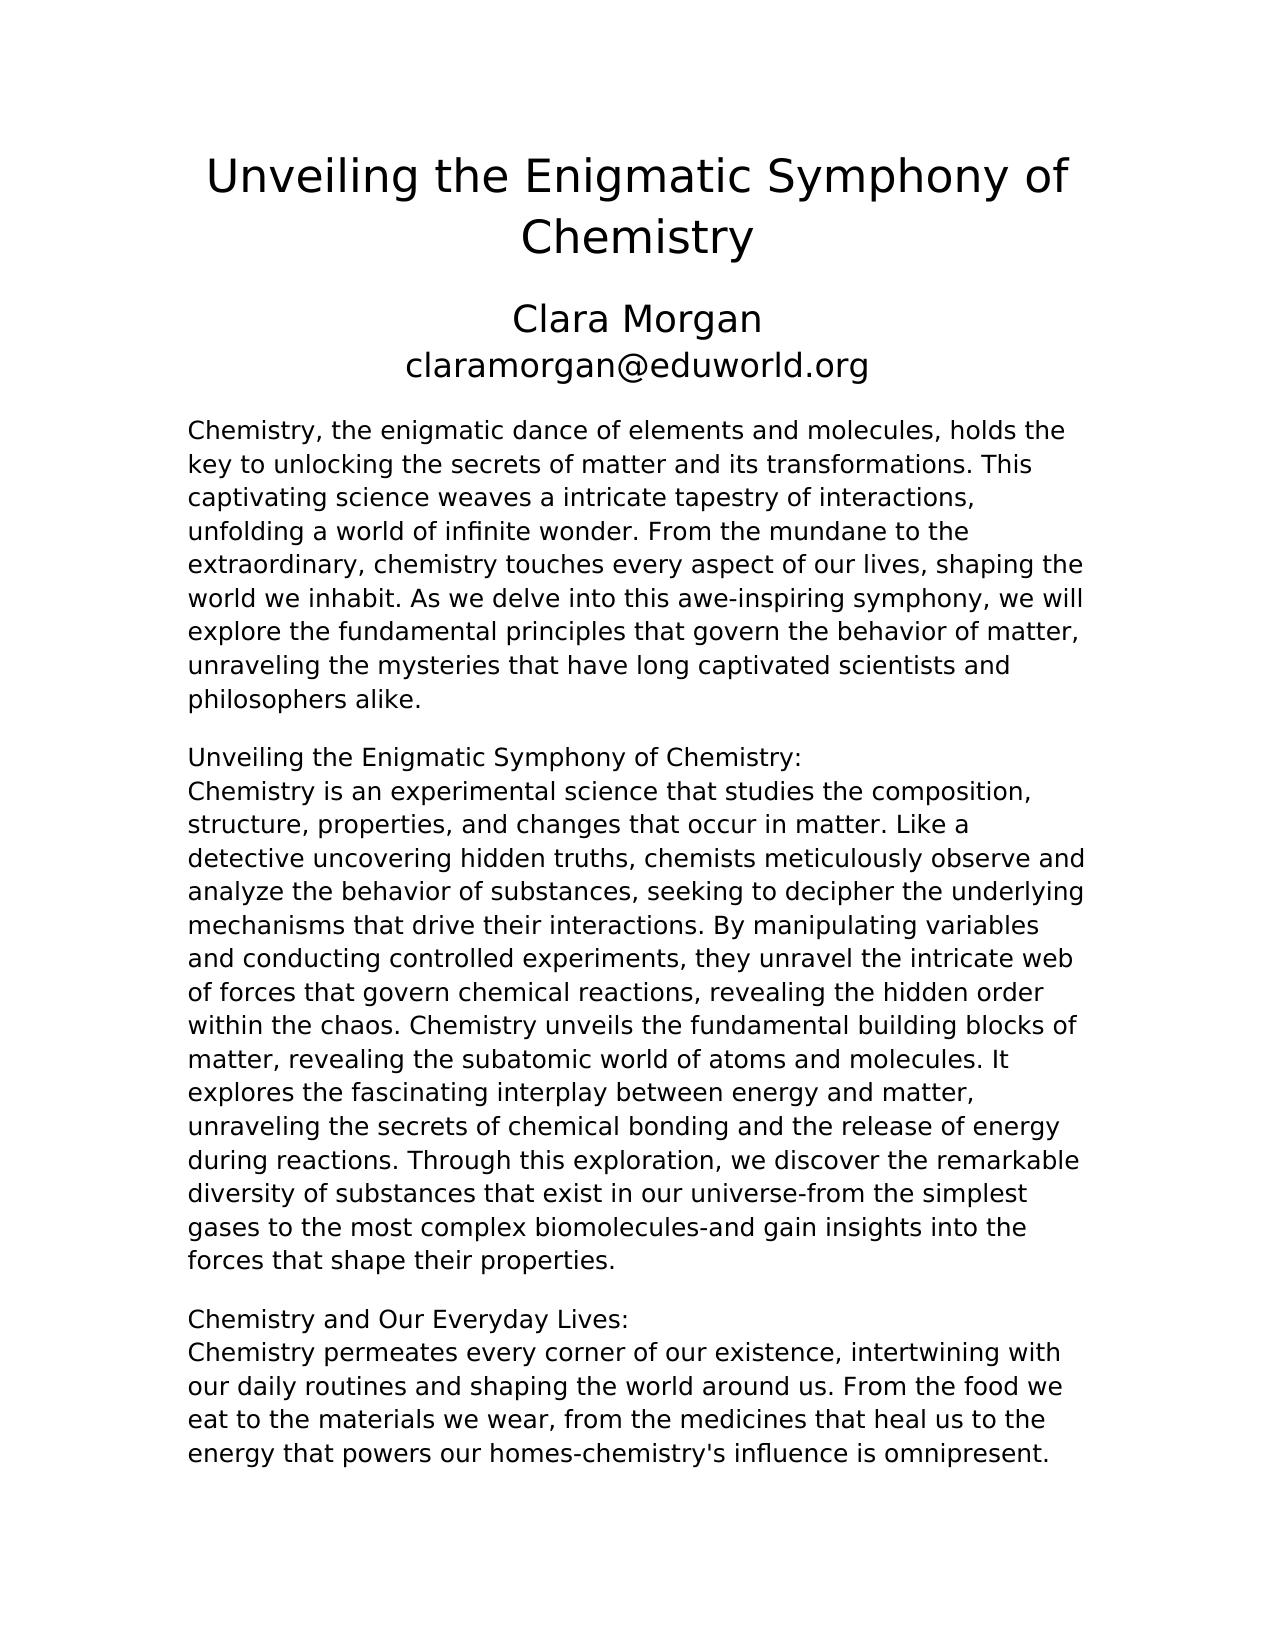 Unveiling the Enigmatic Symphony of
Chemistry
Clara Morgan
claramorgan@eduworld.org
Chemistry, the enigmatic dance of elements and molecules, holds the
key to unlocking the secrets of matter and its transformations. This
captivating science weaves a intricate tapestry of interactions,
unfolding a world of infinite wonder. From the mundane to the
extraordinary, chemistry touches every aspect of our lives, shaping the
world we inhabit. As we delve into this awe-inspiring symphony, we will
explore the fundamental principles that govern the behavior of matter,
unraveling the mysteries that have long captivated scientists and
philosophers alike.
Unveiling the Enigmatic Symphony of Chemistry:
Chemistry is an experimental science that studies the composition,
structure, properties, and changes that occur in matter. Like a
detective uncovering hidden truths, chemists meticulously observe and
analyze the behavior of substances, seeking to decipher the underlying
mechanisms that drive their interactions. By manipulating variables
and conducting controlled experiments, they unravel the intricate web
of forces that govern chemical reactions, revealing the hidden order
within the chaos. Chemistry unveils the fundamental building blocks of
matter, revealing the subatomic world of atoms and molecules. It
explores the fascinating interplay between energy and matter,
unraveling the secrets of chemical bonding and the release of energy
during reactions. Through this exploration, we discover the remarkable
diversity of substances that exist in our universe-from the simplest
gases to the most complex biomolecules-and gain insights into the
forces that shape their properties.
Chemistry and Our Everyday Lives:
Chemistry permeates every corner of our existence, intertwining with
our daily routines and shaping the world around us. From the food we
eat to the materials we wear, from the medicines that heal us to the
energy that powers our homes-chemistry's influence is omnipresent.